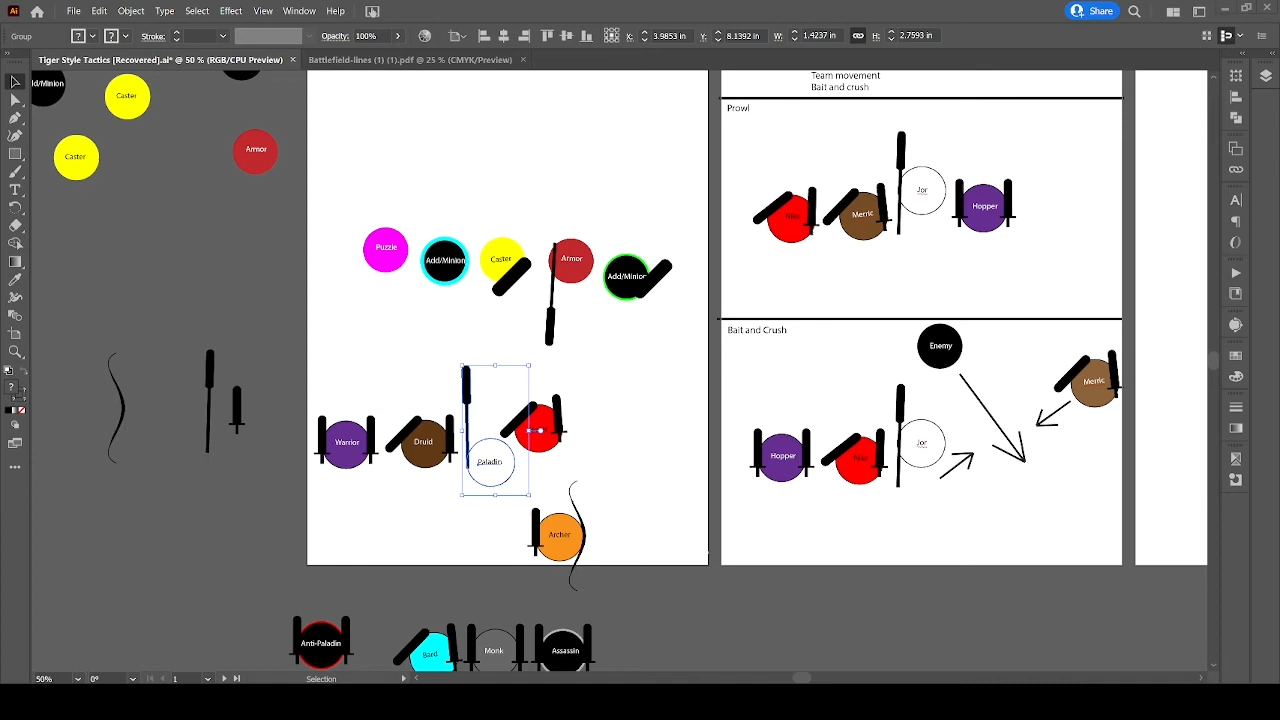 File Edit Object Type Select Effect View Window Help
Share
Group
Stroke:
Opacity: 100%
X: 3.9853 in
Y: 8.1392 in
W: 1.4237 in
H: 2.7593 in
Tiger Style Tactics [Recovered].ai* @ 50 % (RGB/CPU Preview)
Battlefield-lines (1) (1).pdf @ 25 % (CMYK/Preview)
Team movement
Bait and crush
Prowl
Caster
Caster
Armor
Jor
Merric
Hopper
Puzzle
Add/Minion
Caster
Armor
Add/Minion
Bait and Crush
Enemy
Merric
Warrior
Druid
Paladin
Hopper
Jor
Archer
Anti-Paladin
Bard
Monk
Assassin
50%
0°
1
Selection